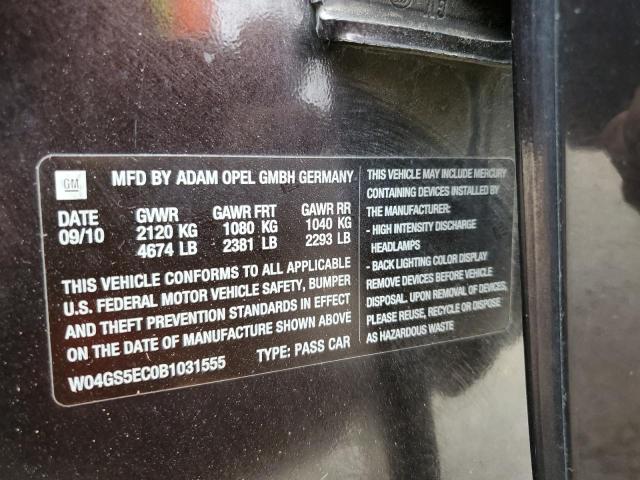 GM MFD BY ADAM OPEL GMBH GERMANY
DATE GVWR GAWR FRT GAWR RR
09/10 2120 KG 1080 KG 1040 KG
4674 LB 2381 LB 2293 LB
THIS VEHICLE CONFORMS TO ALL APPLICABLE
U.S. FEDERAL MOTOR VEHICLE SAFETY, BUMPER
AND THEFT PREVENTION STANDARDS IN EFFECT
ON THE DATE OF MANUFACTURE SHOWN ABOVE
W04GS5EC0B1031555 TYPE: PASS CAR
THIS VEHICLE MAY INCLUDE MERCURY
CONTAINING DEVICES INSTALLED BY
THE MANUFACTURER:
- HIGH INTENSITY DISCHARGE
HEADLAMPS
- BACK LIGHTING COLOR DISPLAY
REMOVE DEVICES BEFORE VEHICLE
DISPOSAL. UPON REMOVAL OF DEVICES,
PLEASE REUSE, RECYCLE OR DISPOSE
AS HAZARDOUS WASTE